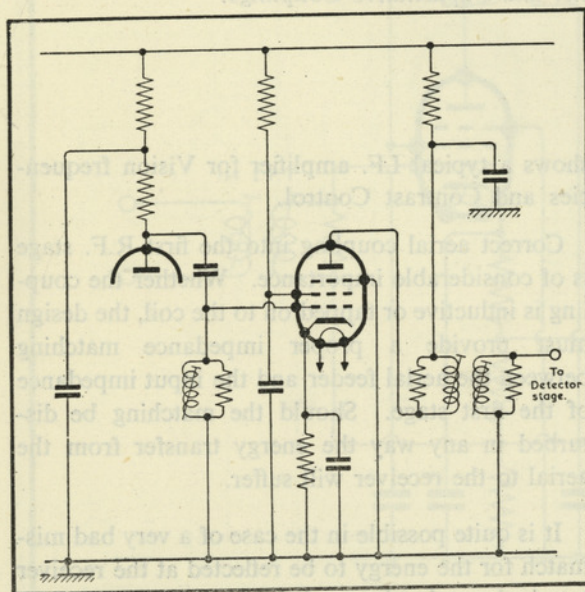 shows a typical I.F. amplifier for Vision frequen-
cies and Contrast Control.
Correct aerial coupling into the first R.F. stage
is of considerable importance. Whether the coup-
ling is inductive or tapped on to the coil, the design
must provide a proper impedance matching
between the aerial feeder and the input impedance
of the first stage. Should the matching be dis-
turbed in any way the energy transfer from the
aerial to the receiver will suffer.
It is quite possible in the case of a very bad mis-
match for the energy to be reflected at the receiver
To
Detector
stage.